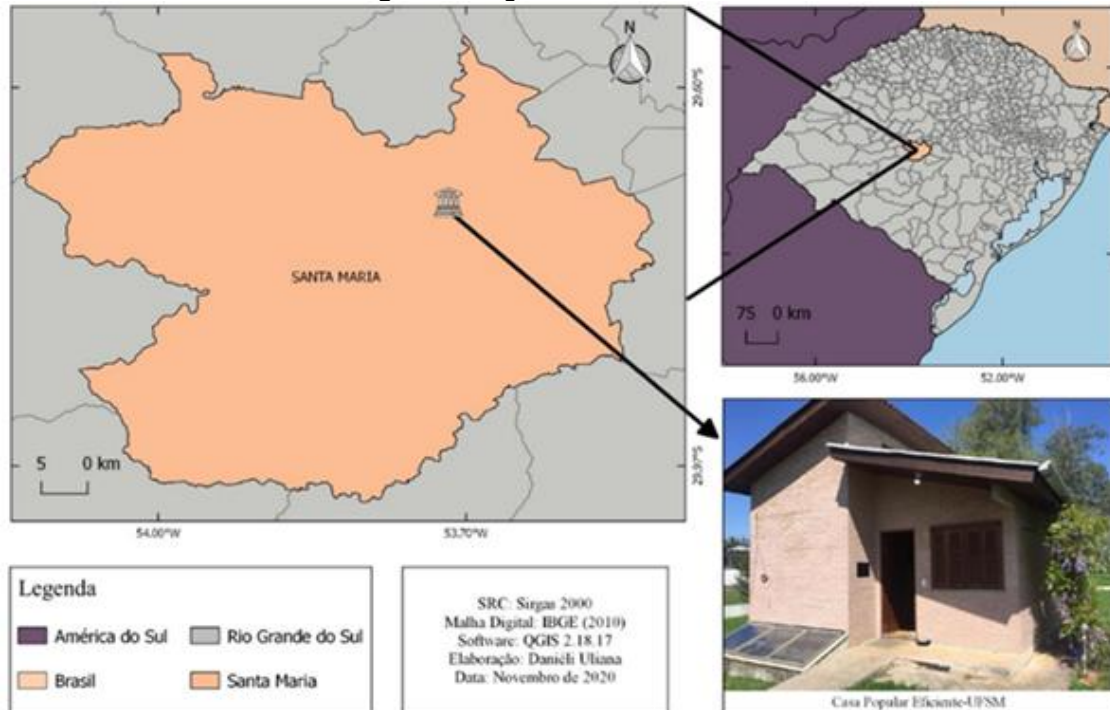 N
29.60°S
SANTA MARIA
5 0 km
29.97°S
54.00°W
53.70°W
N
75 0 km
56.00°W
52.00°W
Legenda
América do Sul
Rio Grande do Sul
Brasil
Santa Maria
SRC: Sirgas 2000
Malha Digital: IBGE (2010)
Software: QGIS 2.18.17
Elaboração: Daniéli Uliana
Data: Novembro de 2020
Casa Popular Eficiente-UFSM